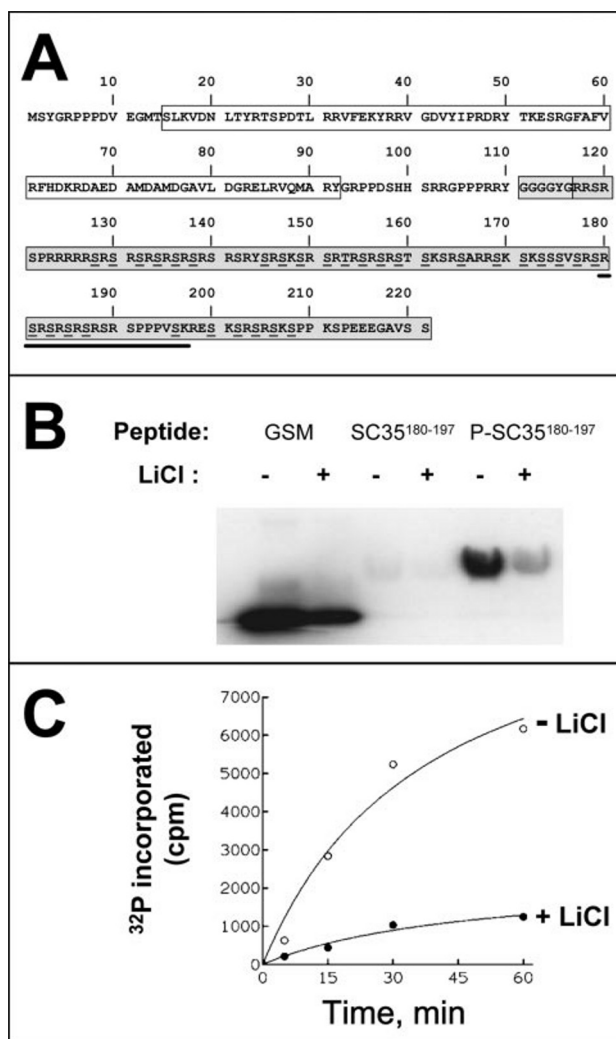 A
10 20 30 40 50 60
MSYGRPPPDV EGMTSLKVDN LTYRTSPDTL RRVFEKYRRV GDVYIPRDRY TKESRGFAFV
70 80 90 100 110 120
RFHDKRDAED AMDAMDGAVL DGRELRVQMA RYGRPPDSHH SRRGPPPRRY GGGGYGRRSR
130 140 150 160 170 180
SPRRRRRSRS RSRSRSRSRS RSRYSRSKSR SRTRSRSRST SKSRSARRSK SKSSSVSRSR
190 200 210 220
SRSRSRSRSR SPPPVSKRES KSRSRSKSPP KSPEEEGAVSS S
B
Peptide: GSM SC35180-197 P-SC35180-197
LiCl : - + - + - +
C
7000
6000
5000
4000
3000
2000
1000
0
32P incorporated
(cpm)
- LiCl
+ LiCl
0 15 30 45 60
Time, min